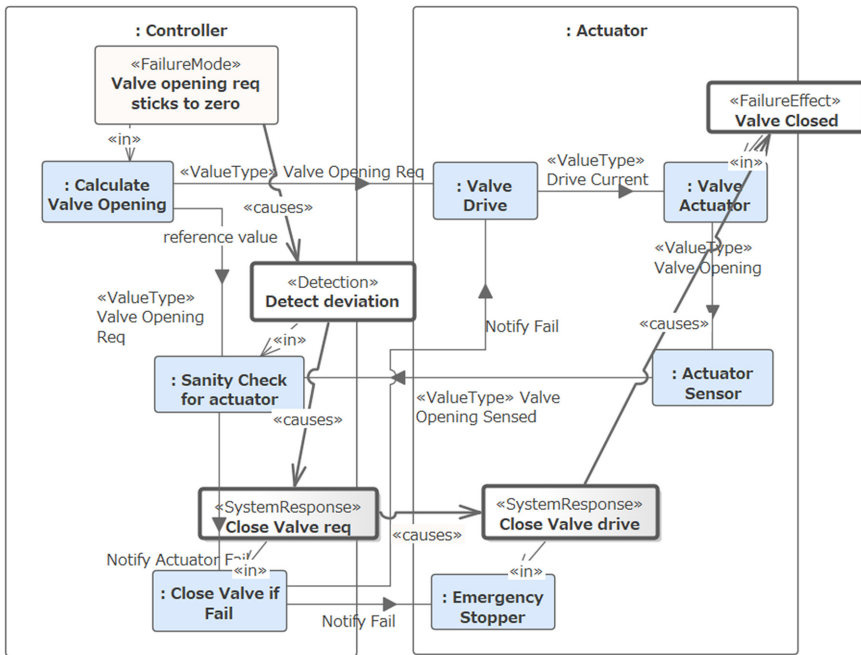 : Controller
: Actuator
«FailureMode»
Valve opening req
sticks to zero
«FailureEffect»
Valve Closed
«in»
«in»
«ValueType» Valve Opening Req
«ValueType»
Drive Current
: Calculate
Valve Opening
: Valve
Drive
: Valve
Actuator
«causes»
reference value
«ValueType»
Valve Opening
«Detection»
Detect deviation
«ValueType»
Valve Opening
Req
Notify Fail
«causes»
«in»
: Sanity Check
for actuator
: Actuator
Sensor
«ValueType» Valve
Opening Sensed
«causes»
«SystemResponse»
Close Valve req
«SystemResponse»
Close Valve drive
«causes»
Notify Actuator Fail
«in»
«in»
: Close Valve if
Fail
: Emergency
Stopper
Notify Fail